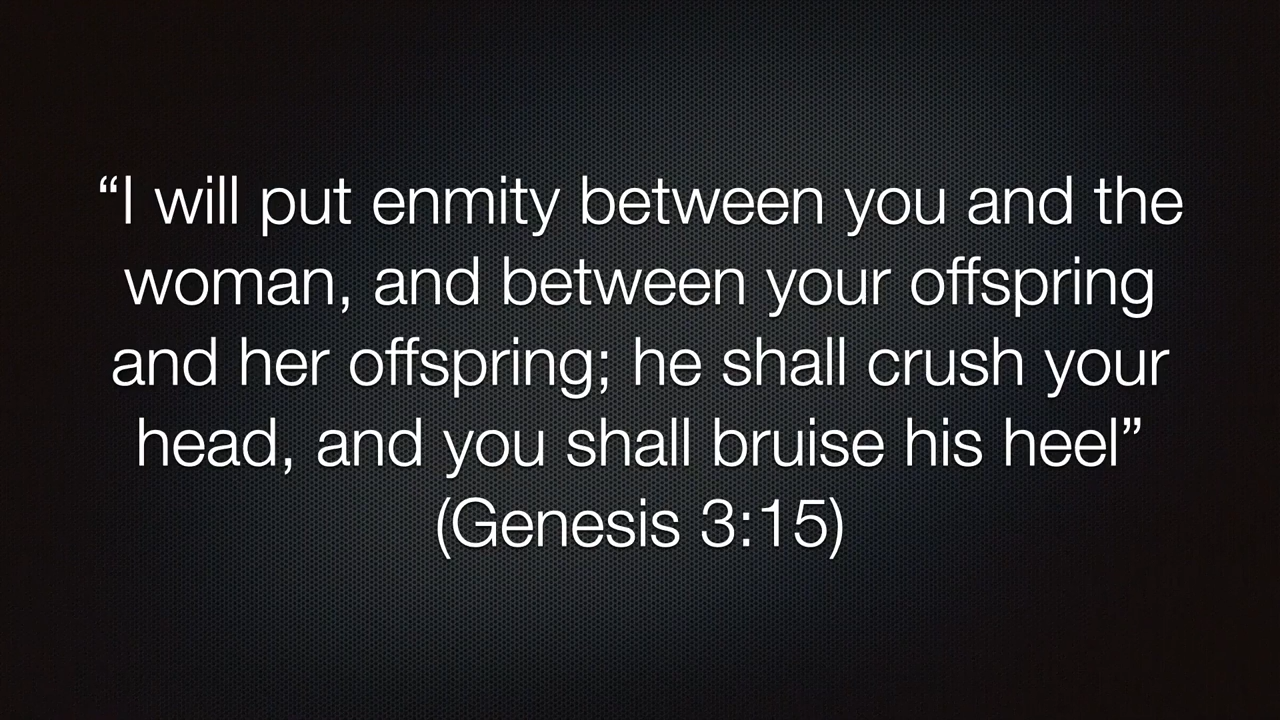 “I will put enmity between you and the
woman, and between your offspring
and her offspring; he shall crush your
head, and you shall bruise his heel”
(Genesis 3:15)